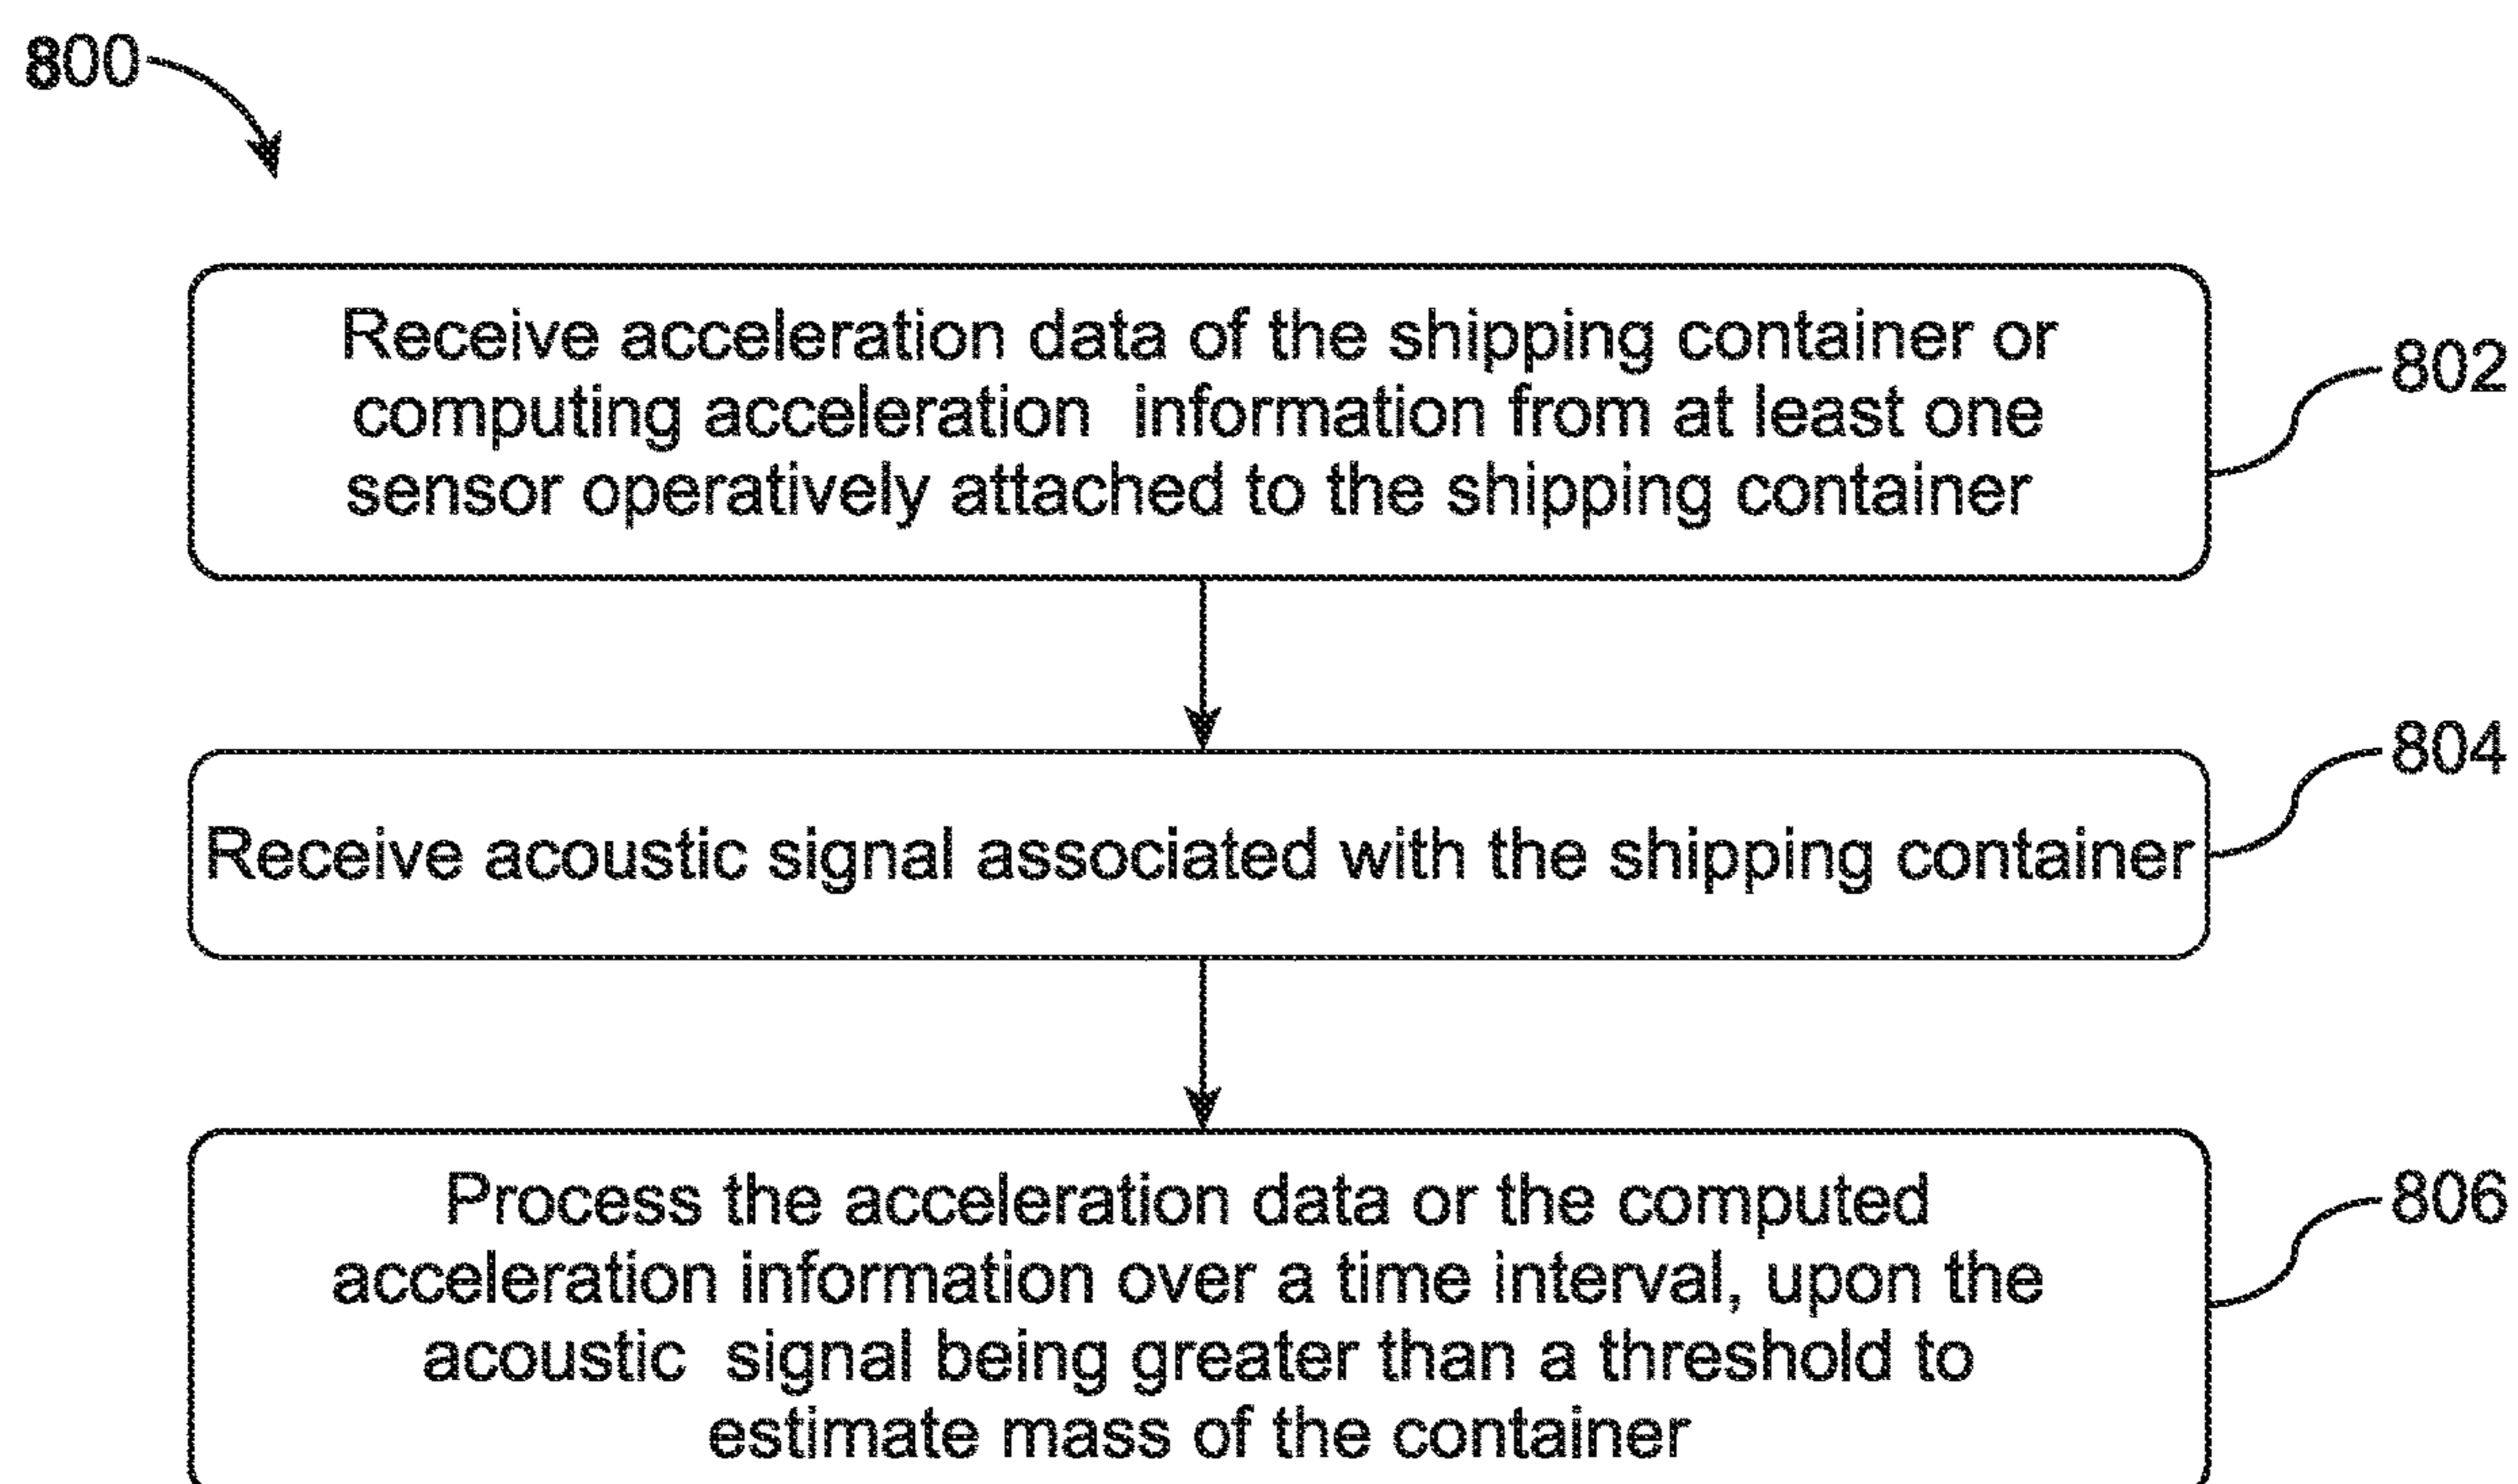 800
Receive acceleration data of the shipping container or
computing acceleration information from at least one
sensor operatively attached to the shipping container
802
804
Receive acoustic signal associated with the shipping container
Process the acceleration data or the computed
acceleration information over a time interval, upon the
acoustic signal being greater than a threshold to
estimate mass of the container
806